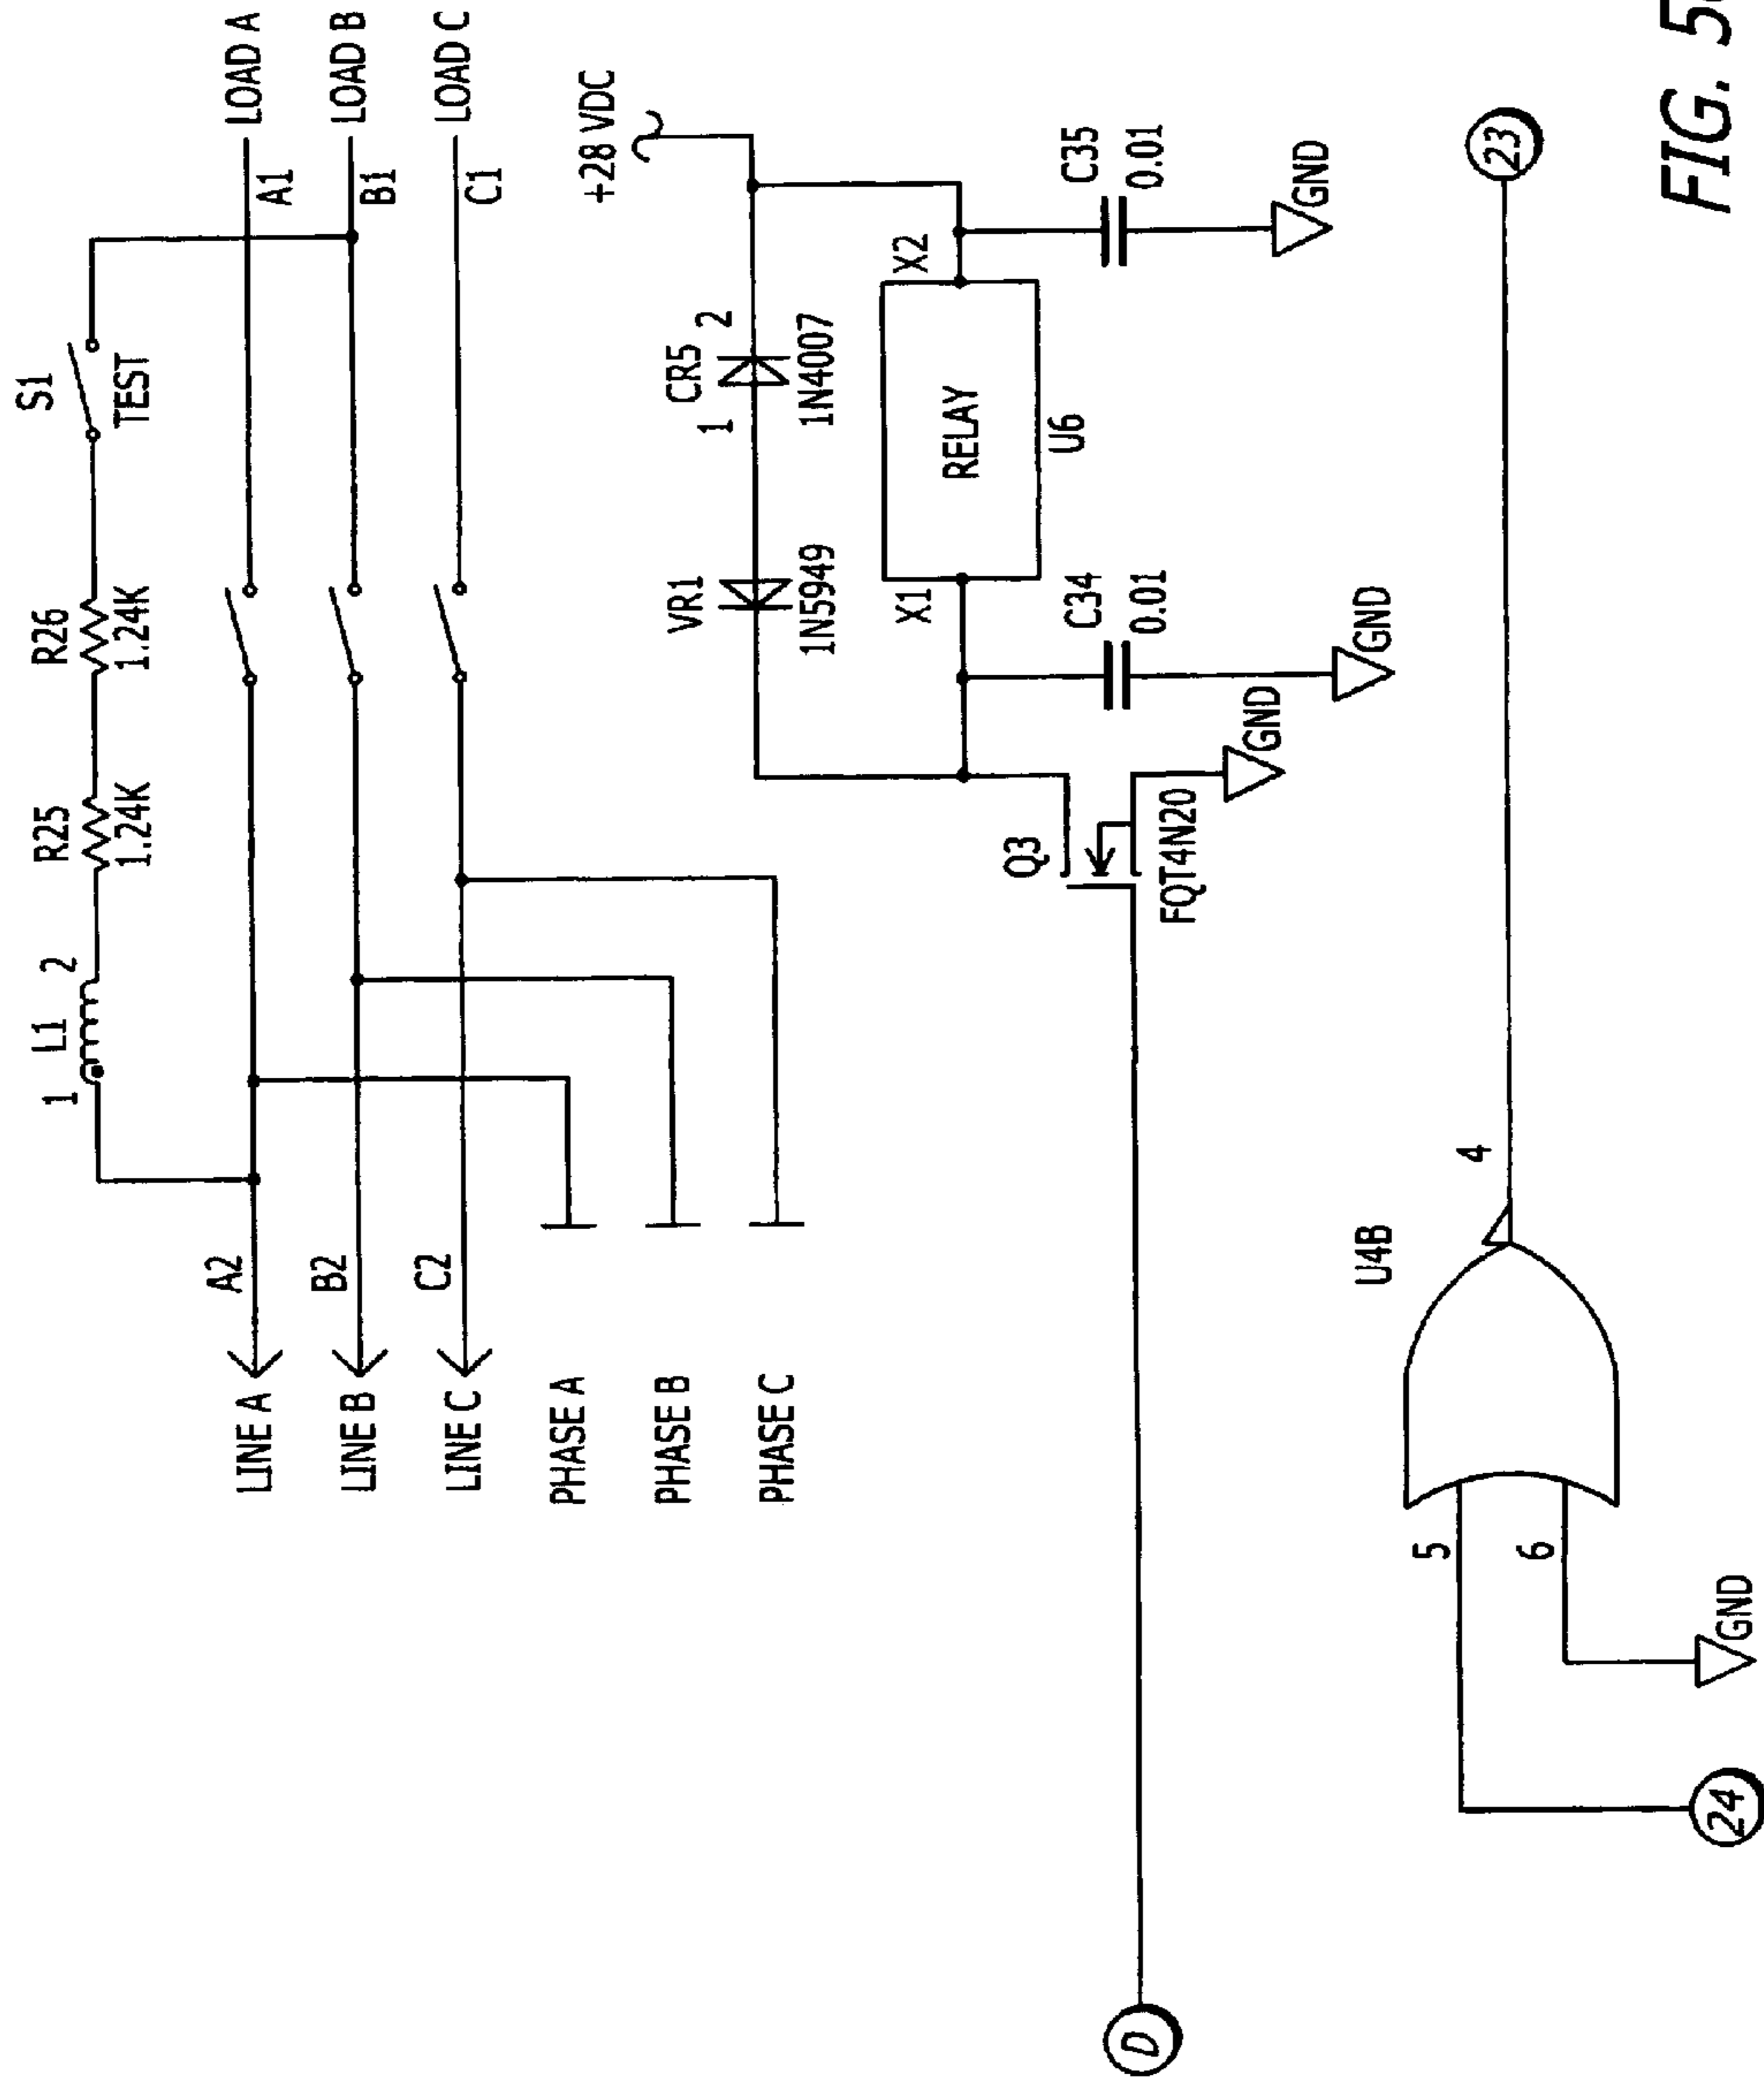 S1
TEST
R26
1.24K
R25
1.24K
L1
1
2
LOAD A
LOAD B
LOAD C
A1
B1
C1
A2
B2
C2
LINE A
LINE B
LINE C
PHASE A
PHASE B
PHASE C
+28 VDC
VR1
1N5949
1
CR5
2
1N4007
X1
X2
RELAY
U6
C34
0.01
GND
C35
0.01
GND
Q3
FQT4N20
GND
D
U4B
5
6
4
GND
24
23
FIG.